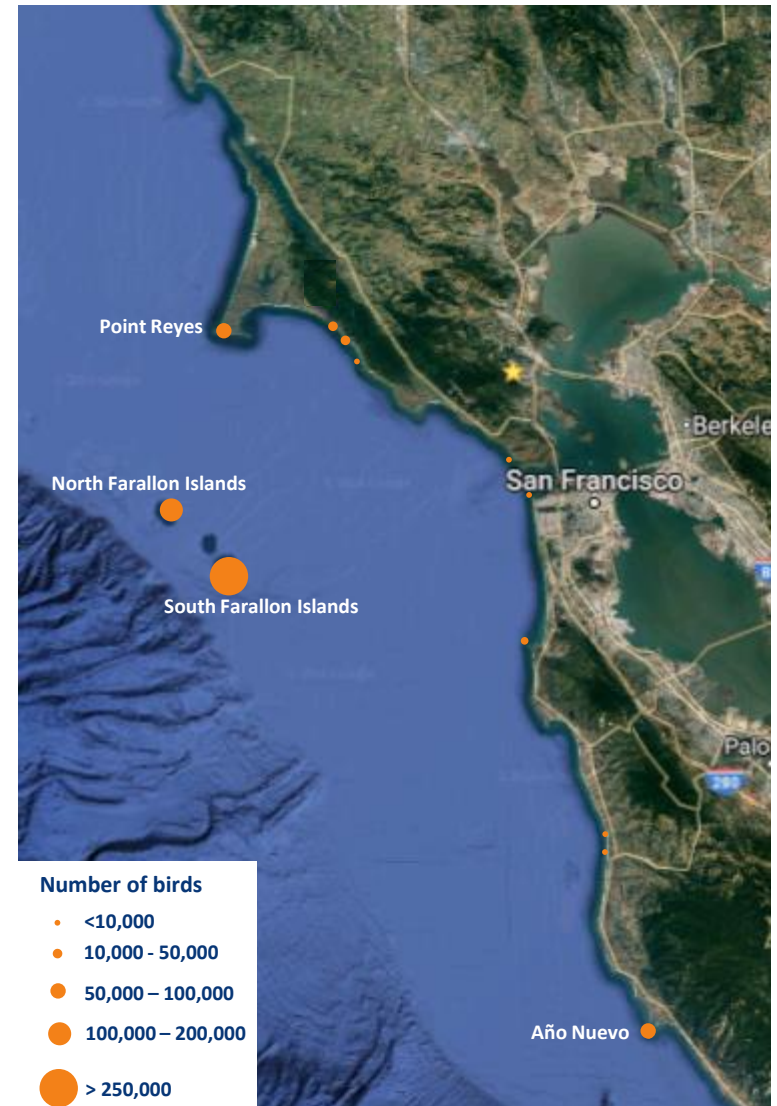 Point Reyes
Berkele
North Farallon Islands
San Francisco
South Farallon Islands
8
Palo
280
Number of birds
<10,000
10,000 - 50,000
50,000 – 100,000
100,000 – 200,000
> 250,000
Año Nuevo